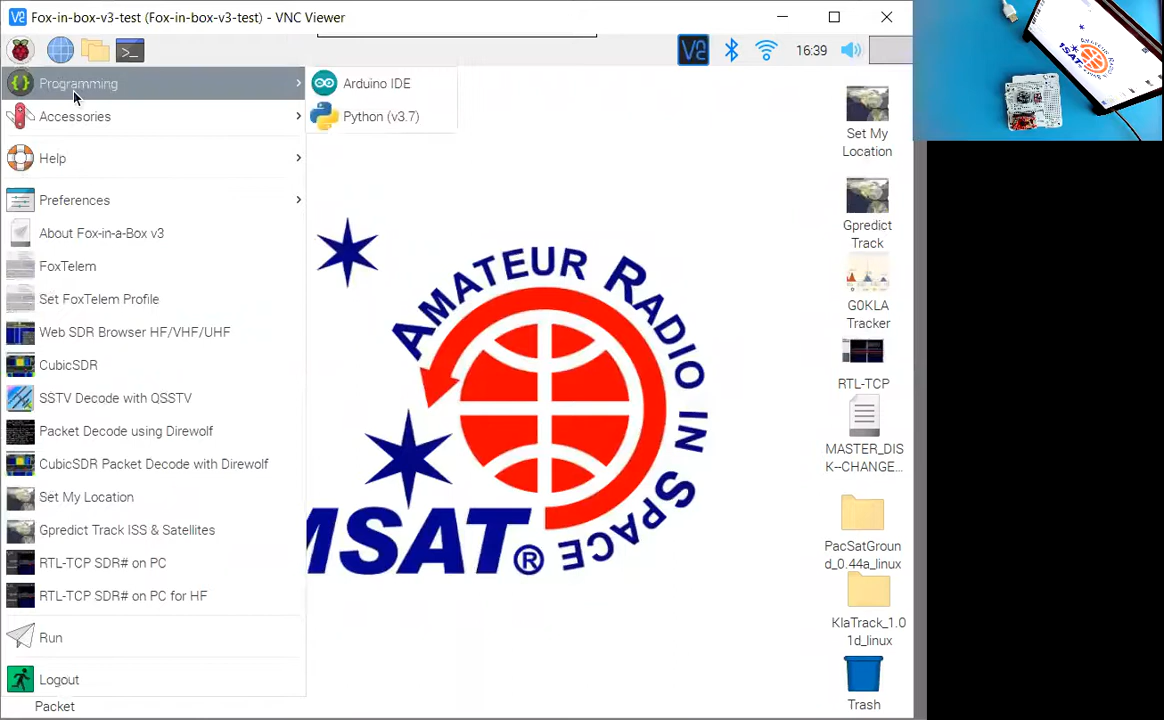 Fox-in-box-v3-test (Fox-in-box-v3-test) - VNC Viewer
16:39
Programming
Accessories
Help
Preferences
About Fox-in-a-Box v3
FoxTelem
Set FoxTelem Profile
Web SDR Browser HF/VHF/UHF
CubicSDR
SSTV Decode with QSSTV
Packet Decode using Direwolf
CubicSDR Packet Decode with Direwolf
Set My Location
Gpredict Track ISS & Satellites
RTL-TCP SDR# on PC
RTL-TCP SDR# on PC for HF
Run
Logout
Packet
Arduino IDE
Python (v3.7)
AMATEUR RADIO IN SPACE
MSAT®
Set My
Location
Gpredict
Track
G0KLA
Tracker
RTL-TCP
MASTER_DIS
K--CHANGE...
PacSatGroun
d_0.44a_linux
KlaTrack_1.0
1d_linux
Trash